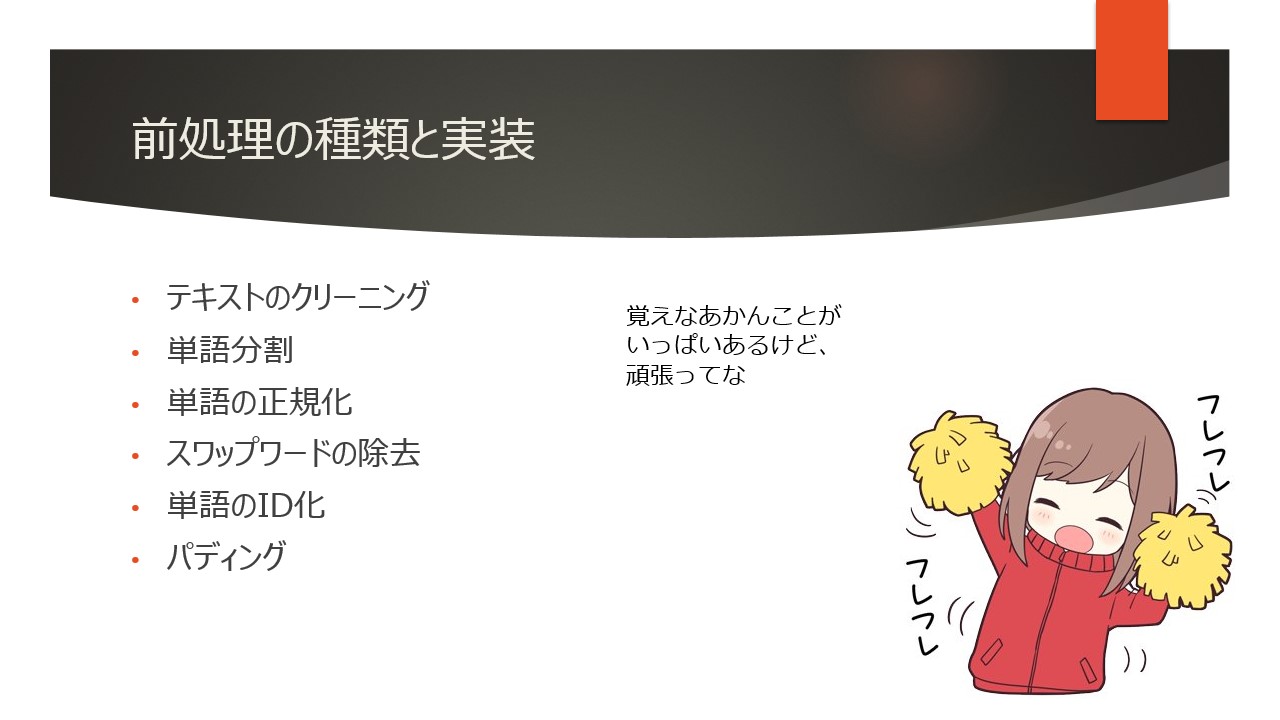 前処理の種類と実装
• テキストのクリーニング
• 単語分割
• 単語の正規化
• スワップワードの除去
• 単語のID化
• パディング
覚えなあかんことが
いっぱいあるけど、
頑張ってな
フレフレ
フレフレ